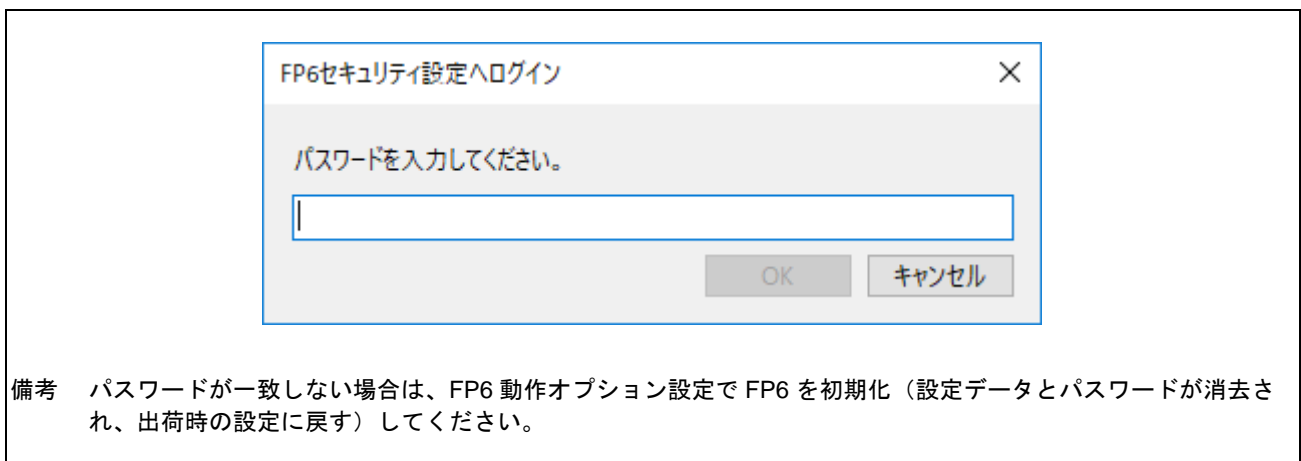 FP6セキュリティ設定へログイン
パスワードを入力してください。
OK キャンセル
備考 パスワードが一致しない場合は、FP6 動作オプション設定で FP6 を初期化（設定データとパスワードが消去さ
れ、出荷時の設定に戻す）してください。